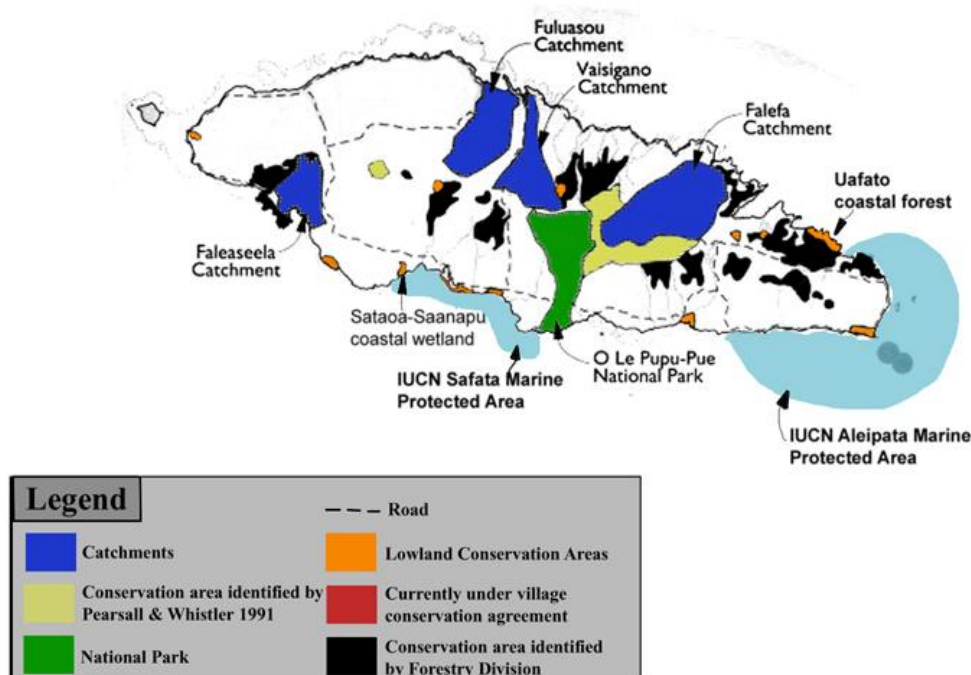 Fuluasou
Catchment
Vaisigano
Catchment
Falefa
Catchment
Uafato
coastal forest
Faleaseela
Catchment
Sataoa-Saanapu
coastal wetland
O Le Pupu-Pue
National Park
IUCN Safata Marine
Protected Area
IUCN Aleipata Marine
Protected Area
Legend
Road
Catchments
Lowland Conservation Areas
Conservation area identified by
Pearsall & Whistler 1991
Currently under village
conservation agreement
National Park
Conservation area identified
by Forestry Division